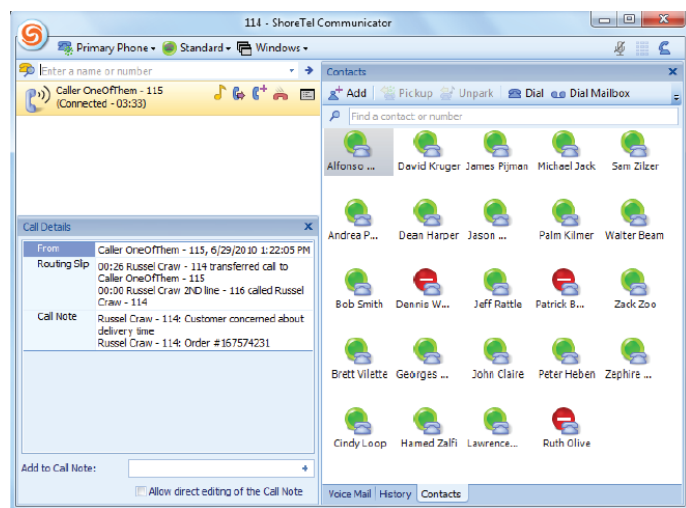 114 - ShoreTel Communicator
Primary Phone Standard Windows
Enter a name or number
Caller OneOfThem - 115
(Connected - 03:33)
Call Details
From Caller OneOfThem - 115, 6/29/2010 1:22:05 PM
Routing Slip 00:26 Russel Craw - 114 transferred call to
Caller OneOfThem - 115
00:00 Russel Craw 2ND line - 116 called Russel
Craw - 114
Call Note Russel Craw - 114: Customer concerned about
delivery time
Russel Craw - 114: Order #167574231
Add to Call Note:
Allow direct editing of the Call Note
Contacts
Add Pickup Unpark Dial Dial Mailbox
Find a contact or number
Alfonso ... David Kruger James Pijman Michael Jack Sam Zilzer
Andrea P... Dean Harper Jason ... Palm Kilmer Walter Beam
Bob Smith Dennis W... Jeff Rattle Patrick B... Zack Zoo
Brett Vilette Georges ... John Claire Peter Heben Zephire ...
Cindy Loop Hamed Zalfi Lawrence... Ruth Olive
Voice Mail History Contacts